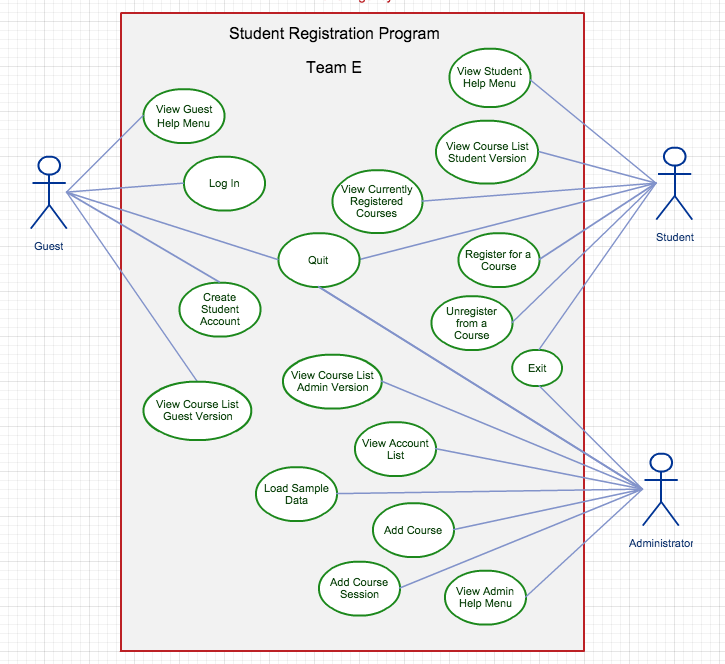 Student Registration Program
Team E
View Student
Help Menu
View Guest
Help Menu
View Course List
Student Version
Log In
View Currently
Registered
Courses
Guest
Student
Quit
Register for a
Course
Create
Student
Account
Unregister
from a
Course
Exit
View Course List
Admin Version
View Course List
Guest Version
View Account
List
Load Sample
Data
Add Course
Administrator
Add Course
Session
View Admin
Help Menu